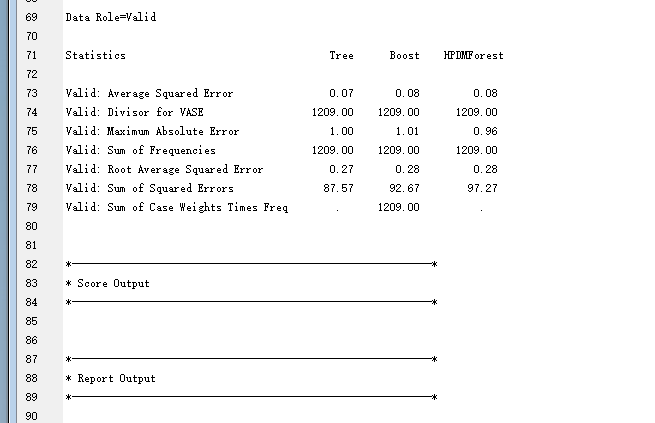 69 Data Role=Valid
70
71 Statistics Tree Boost HPDMForest
72
73 Valid: Average Squared Error 0.07 0.08 0.08
74 Valid: Divisor for VASE 1209.00 1209.00 1209.00
75 Valid: Maximum Absolute Error 1.00 1.01 0.96
76 Valid: Sum of Frequencies 1209.00 1209.00 1209.00
77 Valid: Root Average Squared Error 0.27 0.28 0.28
78 Valid: Sum of Squared Errors 87.57 92.67 97.27
79 Valid: Sum of Case Weights Times Freq . 1209.00 .
80
81
82 *------------------------------------------------------------*
83 * Score Output
84 *------------------------------------------------------------*
85
86
87 *------------------------------------------------------------*
88 * Report Output
89 *------------------------------------------------------------*
90